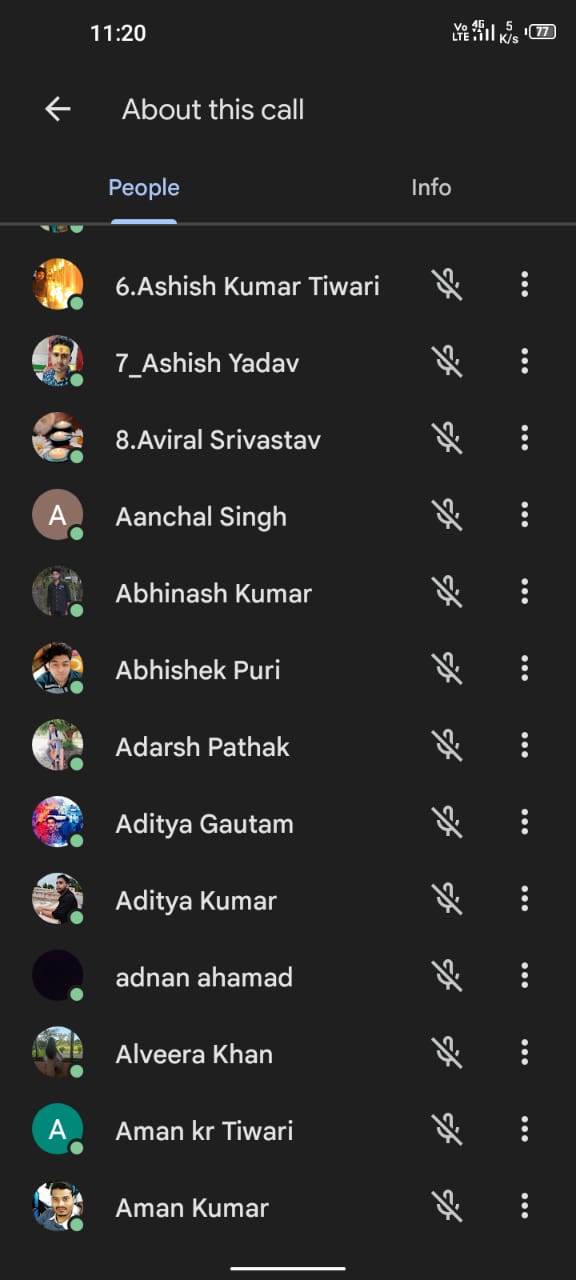 11:20
Vo LTE 4G 5 K/s 77
About this call
People Info
6.Ashish Kumar Tiwari
7_Ashish Yadav
8.Aviral Srivastav
A Aanchal Singh
Abhinash Kumar
Abhishek Puri
Adarsh Pathak
Aditya Gautam
Aditya Kumar
adnan ahamad
Alveera Khan
A Aman kr Tiwari
Aman Kumar